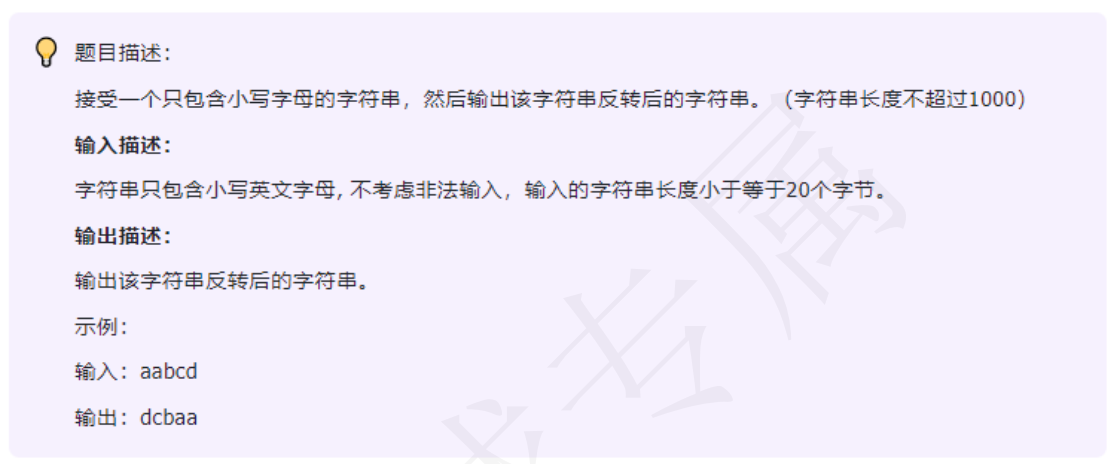 题目描述：
接受一个只包含小写字母的字符串，然后输出该字符串反转后的字符串。（字符串长度不超过1000）
输入描述：
字符串只包含小写英文字母, 不考虑非法输入，输入的字符串长度小于等于20个字节。
输出描述：
输出该字符串反转后的字符串。
示例：
输入：aabcd
输出：dcbaa
专属